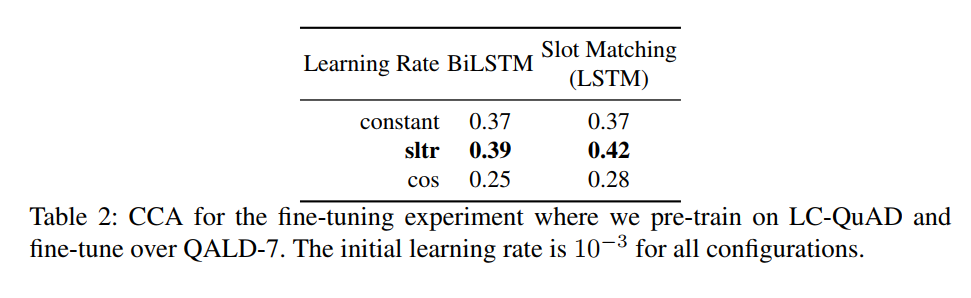 Learning Rate BiLSTM Slot Matching (LSTM)
constant 0.37 0.37
sltr 0.39 0.42
cos 0.25 0.28
Table 2: CCA for the fine-tuning experiment where we pre-train on LC-QuAD and
fine-tune over QALD-7. The initial learning rate is 10⁻³ for all configurations.